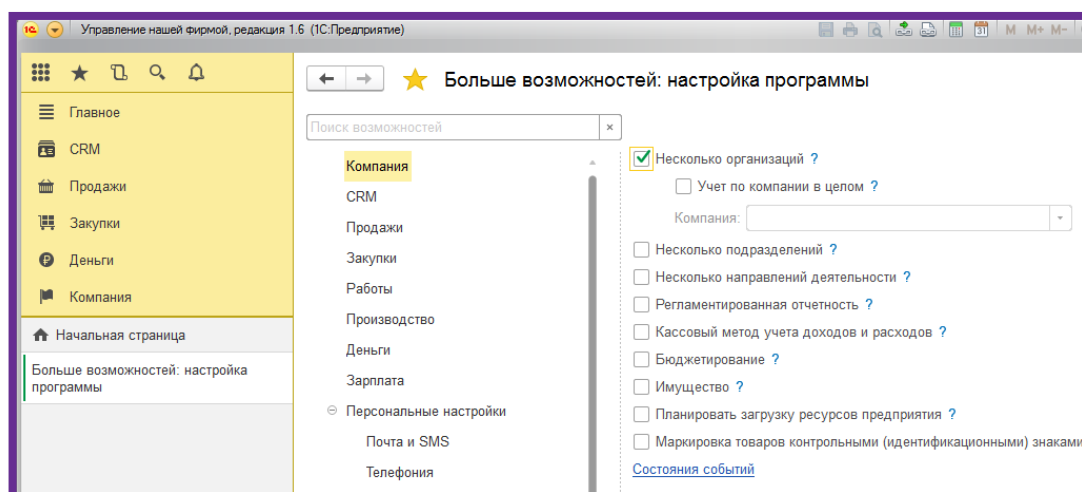 1С Управление нашей фирмой, редакция 1.6 (1С:Предприятие) M M+ M-
Больше возможностей: настройка программы
Главное
CRM
Продажи
Закупки
Деньги
Компания
Начальная страница
Больше возможностей: настройка
программы
Поиск возможностей ×
Компания
CRM
Продажи
Закупки
Работы
Производство
Деньги
Зарплата
Персональные настройки
Почта и SMS
Телефония
Несколько организаций ?
Учет по компании в целом ?
Компания:
Несколько подразделений ?
Несколько направлений деятельности ?
Регламентированная отчетность ?
Кассовый метод учета доходов и расходов ?
Бюджетирование ?
Имущество ?
Планировать загрузку ресурсов предприятия ?
Маркировка товаров контрольными (идентификационными) знаками
Состояния событий